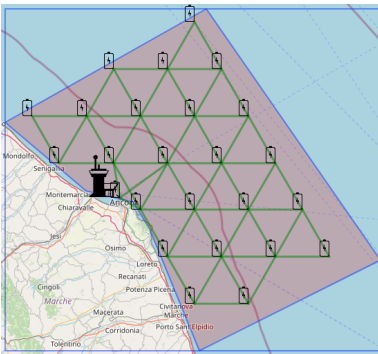 Mondolfo
Senigallia
Montemarciano
Chiaravalle
Jesi
Osimo
Loreto
Recanati
Cingoli
Potenza Picena
Marche
Civitanova
Marche
Macerata
Corridonia
Porto Sant'Elpidio
Tolentino